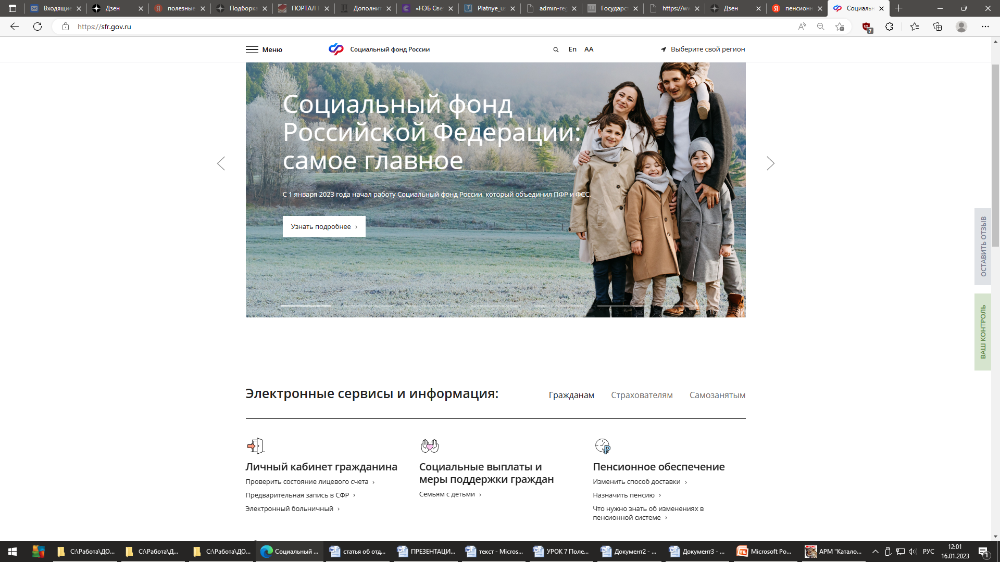 Входящие
Дзен
полезные
Подборка
ПОРТАЛ Н
Дополнит
«НЭБ Све
Platnye_us
admin-reg
Государст
https://ww
Дзен
пенсионн
Социальн
https://sfr.gov.ru
7
Меню
Социальный фонд России
En
AA
Выберите свой регион
Социальный фонд
Российской Федерации:
самое главное
С 1 января 2023 года начал работу Социальный фонд России, который объединил ПФР и ФСС.
Узнать подробнее ›
ОСТАВИТЬ ОТЗЫВ
ВАШ КОНТРОЛЬ
Электронные сервисы и информация:
Гражданам
Страхователям
Самозанятым
Личный кабинет гражданина
Проверить состояние лицевого счета ›
Предварительная запись в СФР ›
Электронный больничный ›
Социальные выплаты и
меры поддержки граждан
Семьям с детьми ›
Пенсионное обеспечение
Изменить способ доставки ›
Назначить пенсию ›
Что нужно знать об изменениях в
пенсионной системе ›
C:\Работа\ДО...
C:\Работа\Д...
C:\Работа\ДО...
Социальный ...
статья об отд...
ПРЕЗЕНТАЦИ...
текст - Micros...
УРОК 7 Поле...
Документ2 - ...
Документ3 - ...
Microsoft Po...
АРМ "Катало...
РУС
12:01
16.01.2023
1